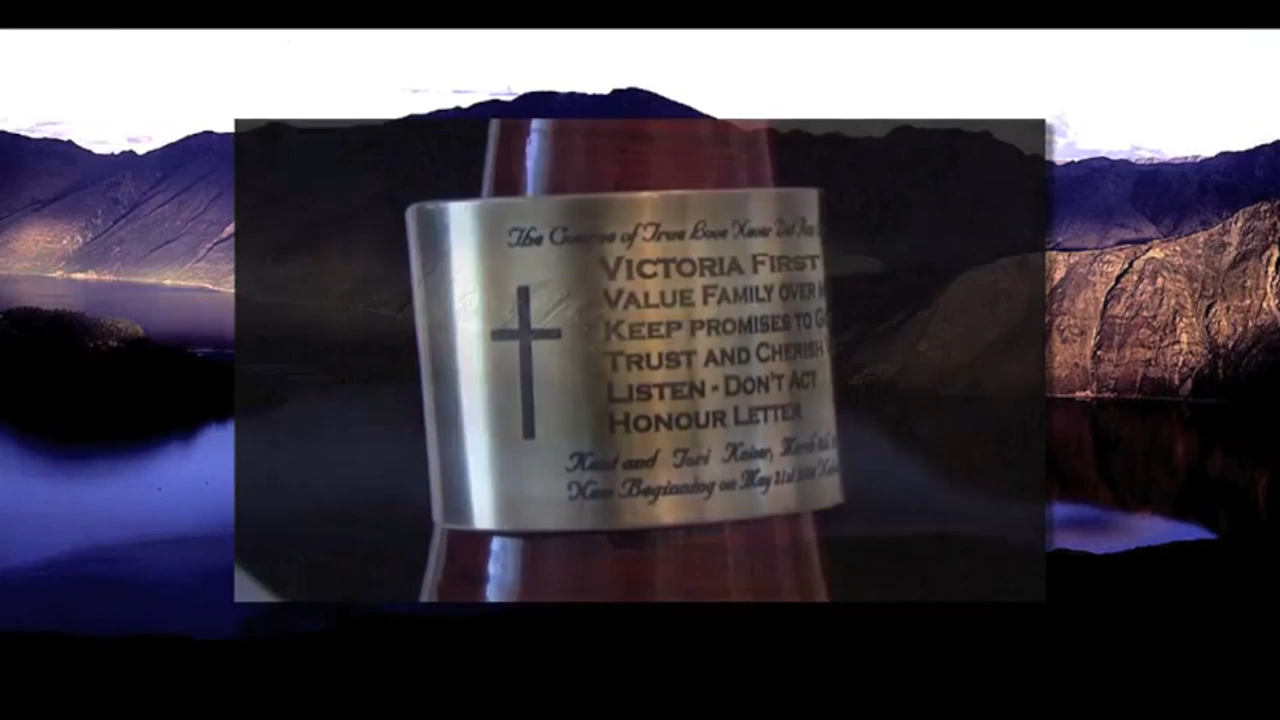 The Course of True Love Never Did Run
VICTORIA FIRST
VALUE FAMILY OVER
KEEP PROMISES TO
TRUST AND CHERISH
LISTEN - DON'T ACT
HONOUR LETTER
and Tori Kaiser, March
New Beginning on May 21st